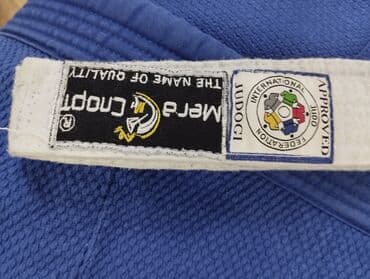 Мега Спорт
®
THE NAME OF QUALITY
APPROVED
INTERNATIONAL JUDO FEDERATION
JUDOGI